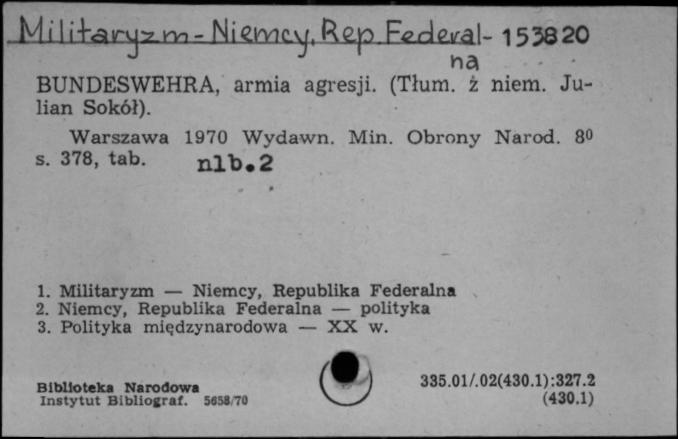 Militaryzm - Niemcy, Rep. Federal- 153820
na
BUNDESWEHRA, armia agresji. (Tłum. z niem. Ju-
lian Sokół).
Warszawa 1970 Wydawn. Min. Obrony Narod. 8⁰
s. 378, tab. nlb.2
1. Militaryzm — Niemcy, Republika Federalna
2. Niemcy, Republika Federalna — polityka
3. Polityka międzynarodowa — XX w.
Biblioteka Narodowa
Instytut Bibliograf. 5658/70
335.01/.02(430.1):327.2
(430.1)